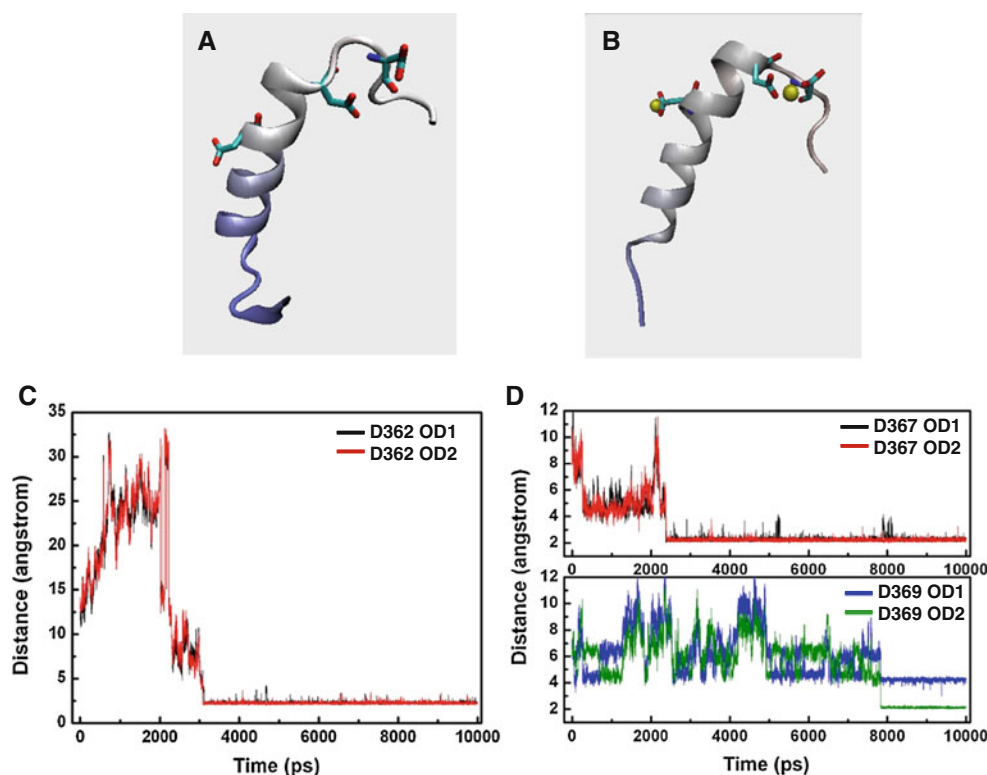 A
B
C
35
30
25
20
15
10
5
0
Distance (angstrom)
D362 OD1
D362 OD2
0 2000 4000 6000 8000 10000
Time (ps)
D
12
10
8
6
4
2
D367 OD1
D367 OD2
0 2000 4000 6000 8000 10000
Distance (angstrom)
12
10
8
6
4
2
D369 OD1
D369 OD2
0 2000 4000 6000 8000 10000
Time (ps)